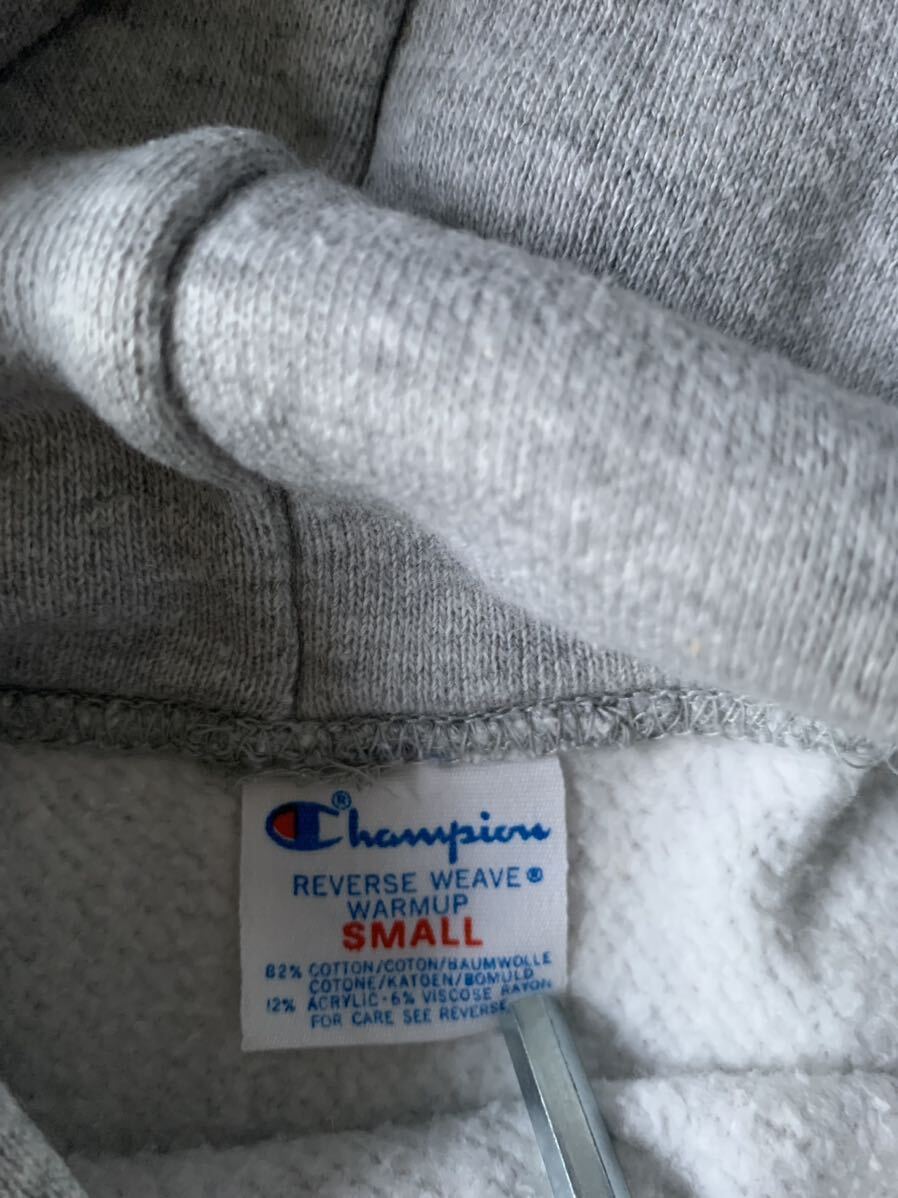 Champion®
REVERSE WEAVE®
WARMUP
SMALL
82% COTTON/COTON/BAUMWOLLE
COTONE/KATOEN/BOMULD
12% ACRYLIC-6% VISCOSE RAYON
FOR CARE SEE REVERSE